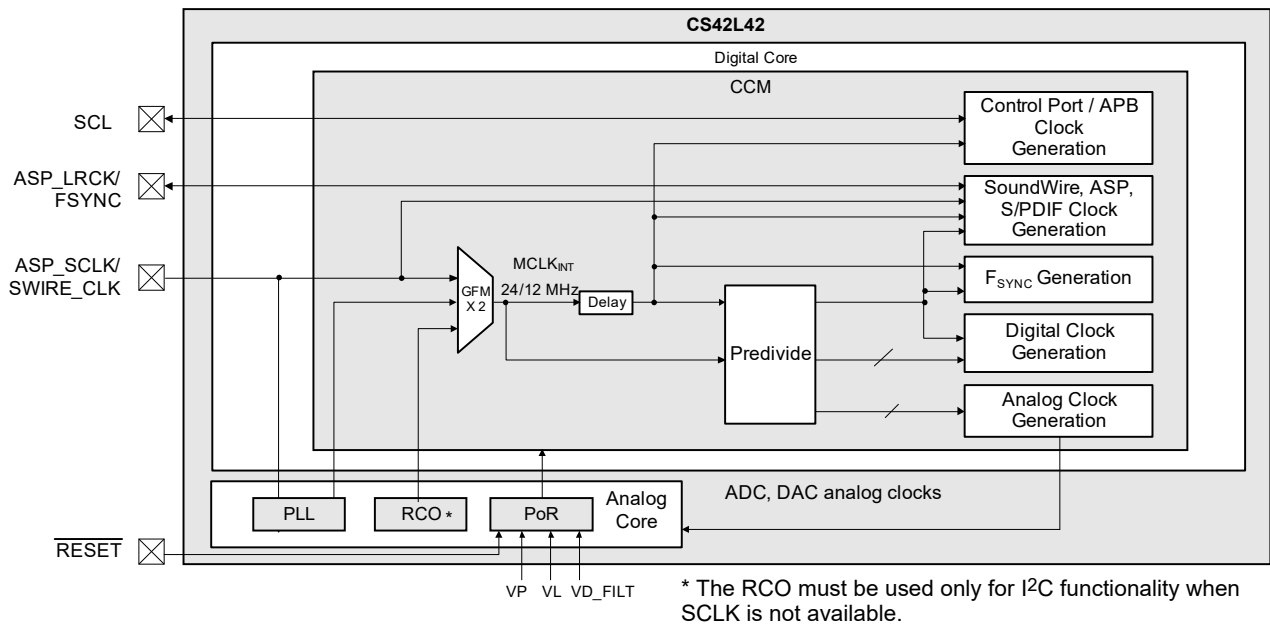 CS42L42
Digital Core
CCM
SCL
Control Port / APB
Clock
Generation
ASP_LRCK/
FSYNC
SoundWire, ASP,
S/PDIF Clock
Generation
ASP_SCLK/
SWIRE_CLK
GFM
X 2
MCLKINT
24/12 MHz
Delay
FSYNC Generation
Predivide
Digital Clock
Generation
Analog Clock
Generation
PLL
RCO *
PoR
Analog
Core
ADC, DAC analog clocks
RESET
VP
VL
VD_FILT
* The RCO must be used only for I2C functionality when
SCLK is not available.